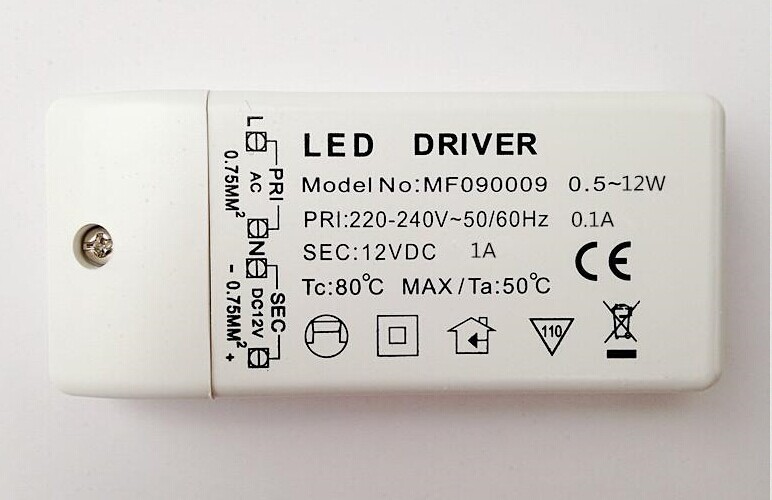 LED DRIVER
Model No:MF090009 0.5~12W
PRI:220-240V~50/60Hz 0.1A
SEC:12VDC 1A
Tc:80℃ MAX/Ta:50℃
CE
110
L
N
PRI
AC
0.75MM²
SEC
DC12V
- 0.75MM² +